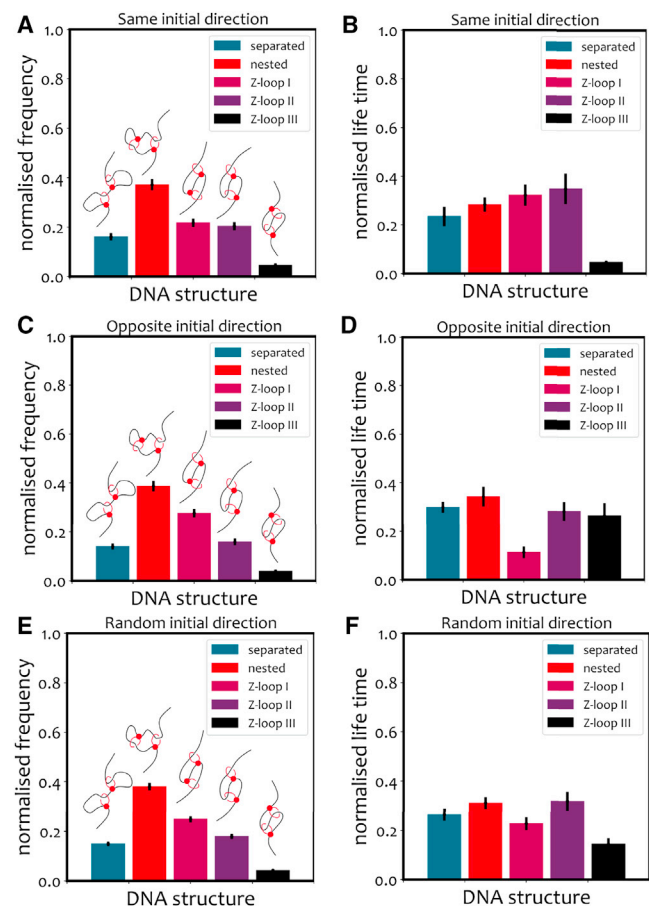 A
Same initial direction
normalised frequency
1.0
0.8
0.6
0.4
0.2
0.0
separated
nested
Z-loop I
Z-loop II
Z-loop III
DNA structure
B
Same initial direction
normalised life time
1.0
0.8
0.6
0.4
0.2
0.0
separated
nested
Z-loop I
Z-loop II
Z-loop III
DNA structure
C
Opposite initial direction
normalised frequency
1.0
0.8
0.6
0.4
0.2
0.0
separated
nested
Z-loop I
Z-loop II
Z-loop III
DNA structure
D
Opposite initial direction
normalised life time
1.0
0.8
0.6
0.4
0.2
0.0
separated
nested
Z-loop I
Z-loop II
Z-loop III
DNA structure
E
Random initial direction
normalised frequency
1.0
0.8
0.6
0.4
0.2
0.0
separated
nested
Z-loop I
Z-loop II
Z-loop III
DNA structure
F
Random initial direction
normalised life time
1.0
0.8
0.6
0.4
0.2
0.0
separated
nested
Z-loop I
Z-loop II
Z-loop III
DNA structure